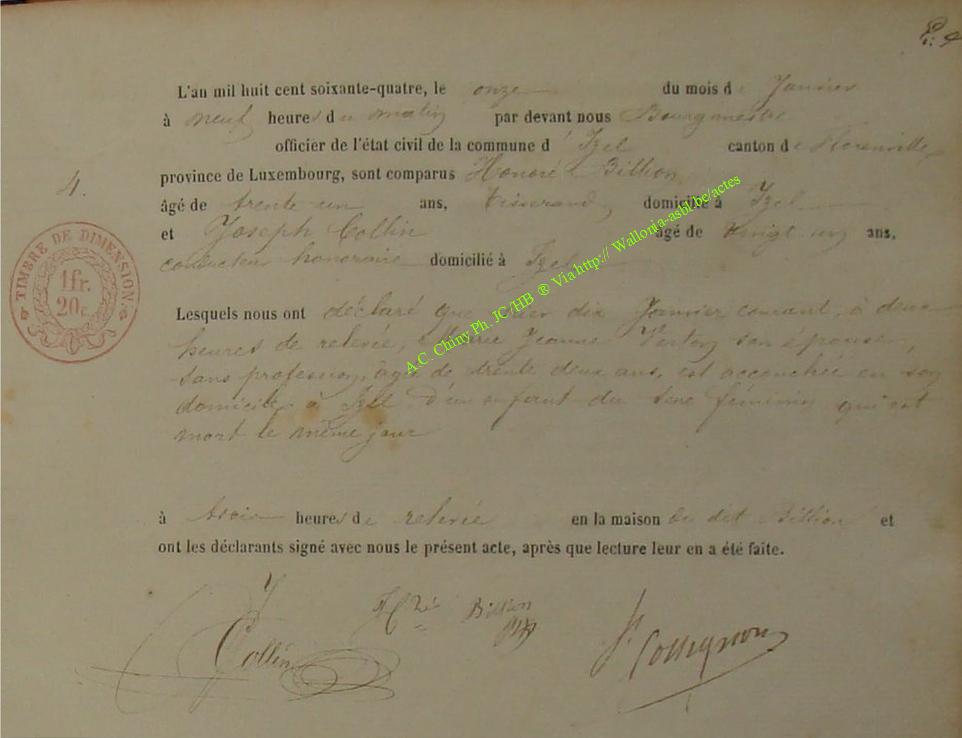 L'an mil huit cent soixante-quatre, le onze du mois de Janvier
à neuf heures du matin par devant nous Bourgmestre
officier de l'état civil de la commune d'Izel canton de Florenville,
province de Luxembourg, sont comparus Honoré Billion
âgé de trente un ans, tisserand, domicilié à Izel
et Joseph Collin âgé de vingt un ans,
conducteur honoraire domicilié à Izel
4.
TIMBRE DE DIMENSION.
1fr.
20c.
Lesquels nous ont déclaré que hier dix Janvier courant, à deux
heures de relevée, Marie Jeanne son épouse,
sans profession, âgée de trente deux ans, est accouchée en son
domicile à Izel d'un enfant du sexe féminin qui est
mort le même jour
à trois heures de relevée en la maison du dit Billion et
ont les déclarants signé avec nous le présent acte, après que lecture leur en a été faite.
J Collin
Hré Billion
A.C. Chiny Ph. JC/HB ® Via http:// Wallonia-asbl.be/actes